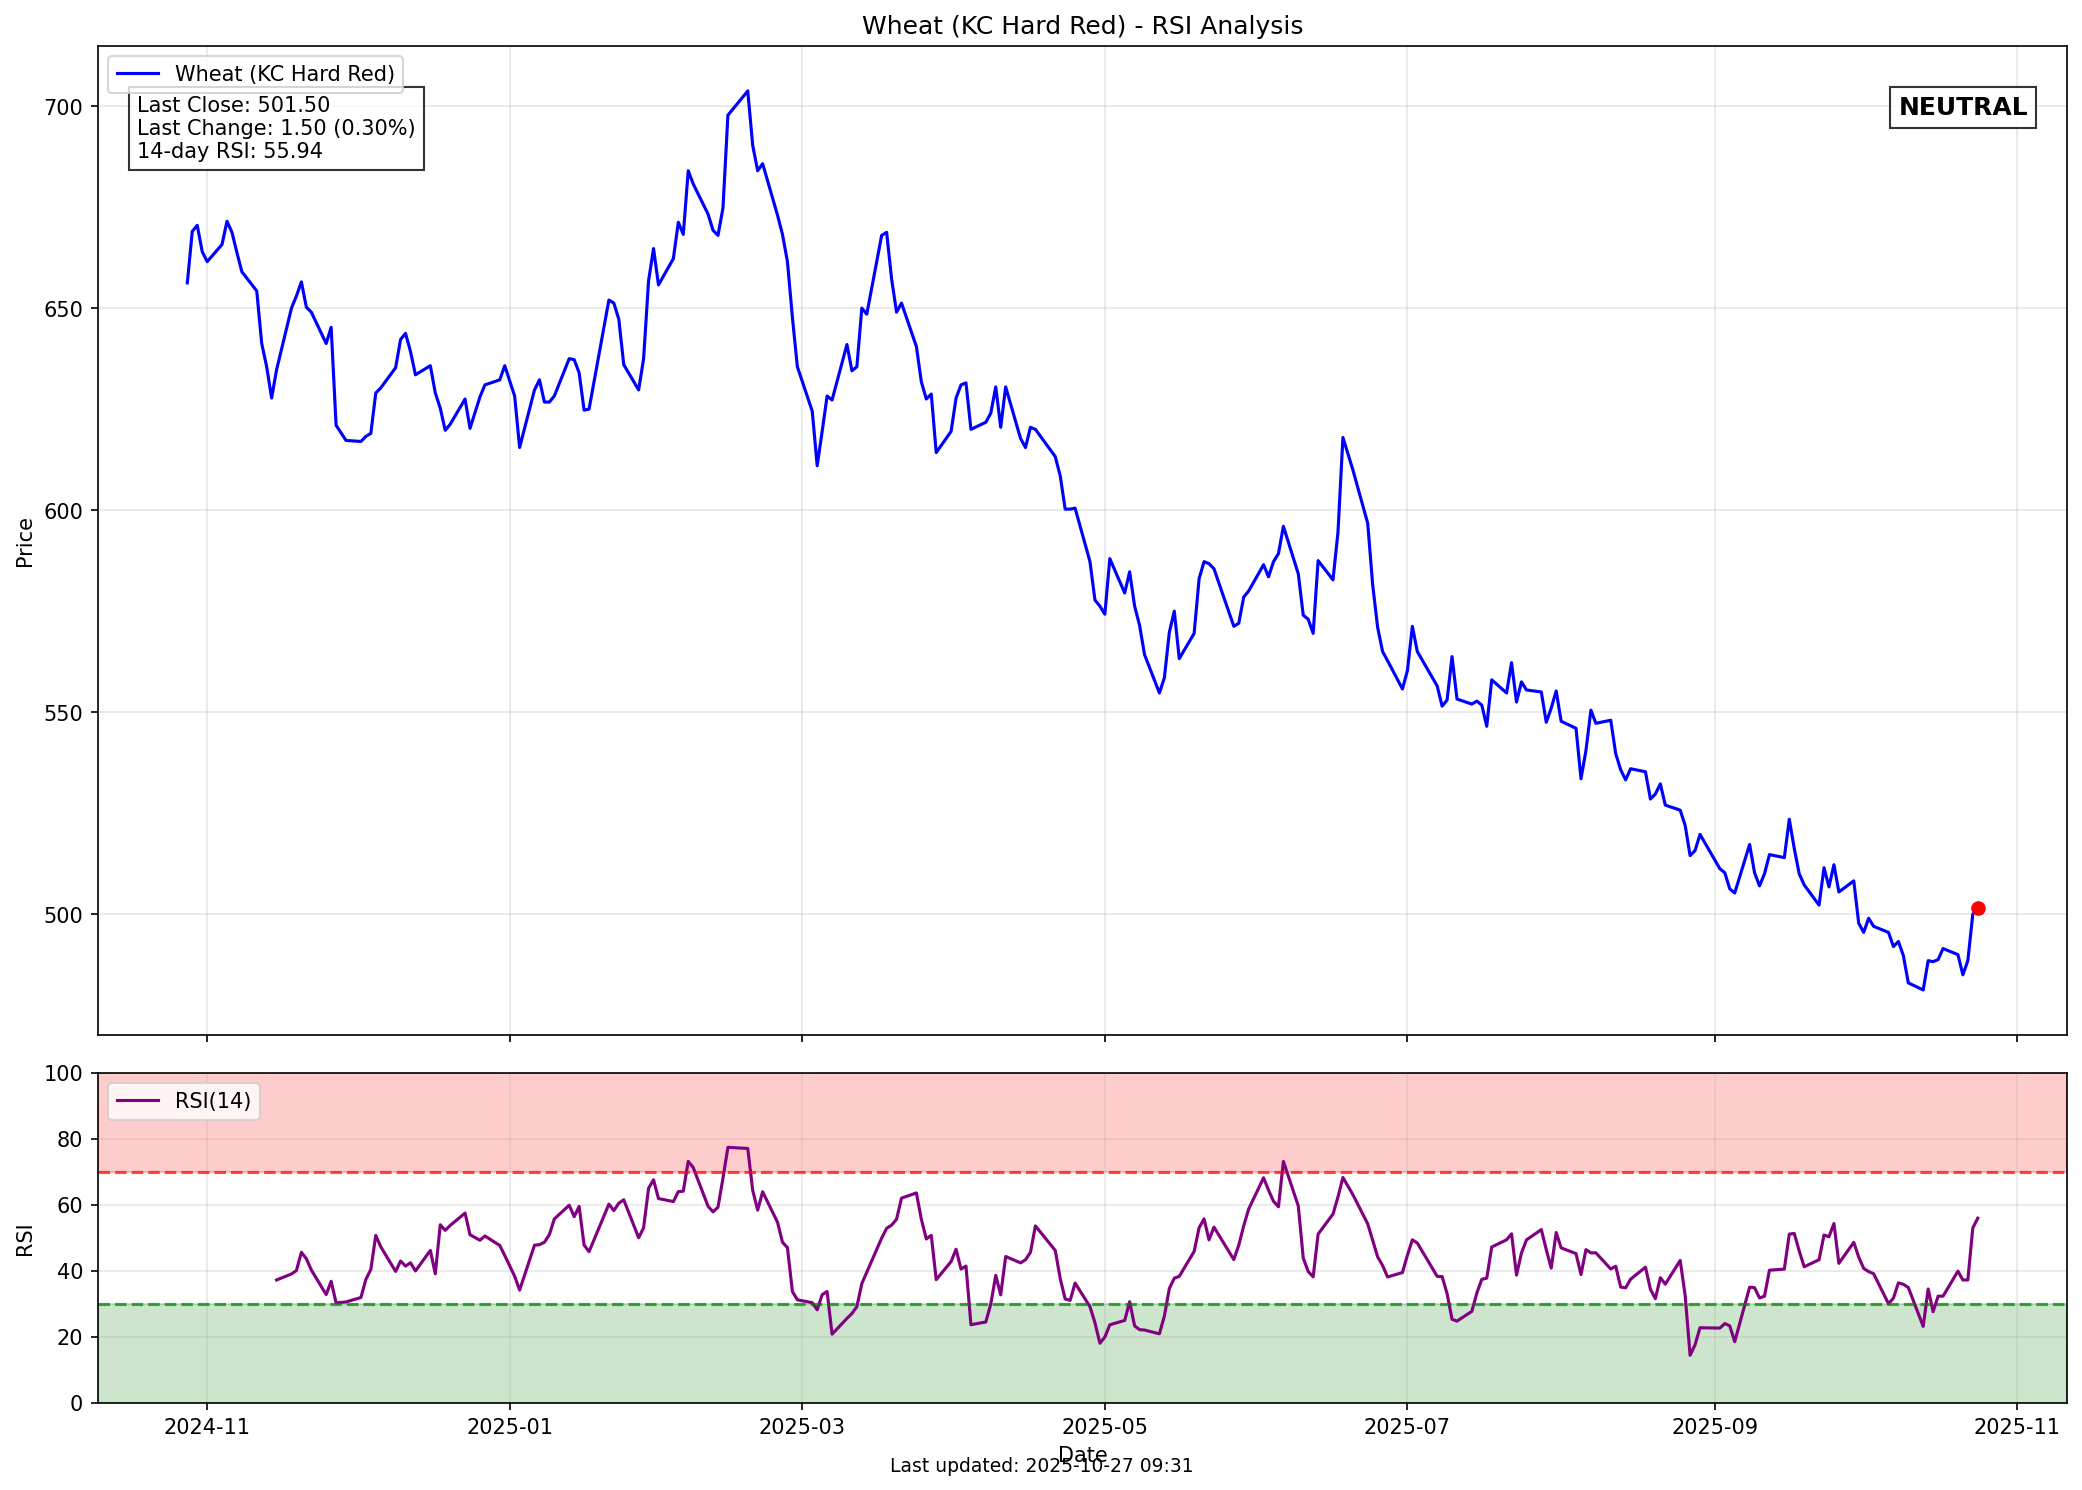 Wheat (KC Hard Red) - RSI Analysis
Wheat (KC Hard Red)
Last Close: 501.50
Last Change: 1.50 (0.30%)
14-day RSI: 55.94
NEUTRAL
700
650
600
550
500
Price
100
80
60
40
20
0
RSI
RSI(14)
2024-11
2025-01
2025-03
2025-05
2025-07
2025-09
2025-11
Date
Last updated: 2025-10-27 09:31